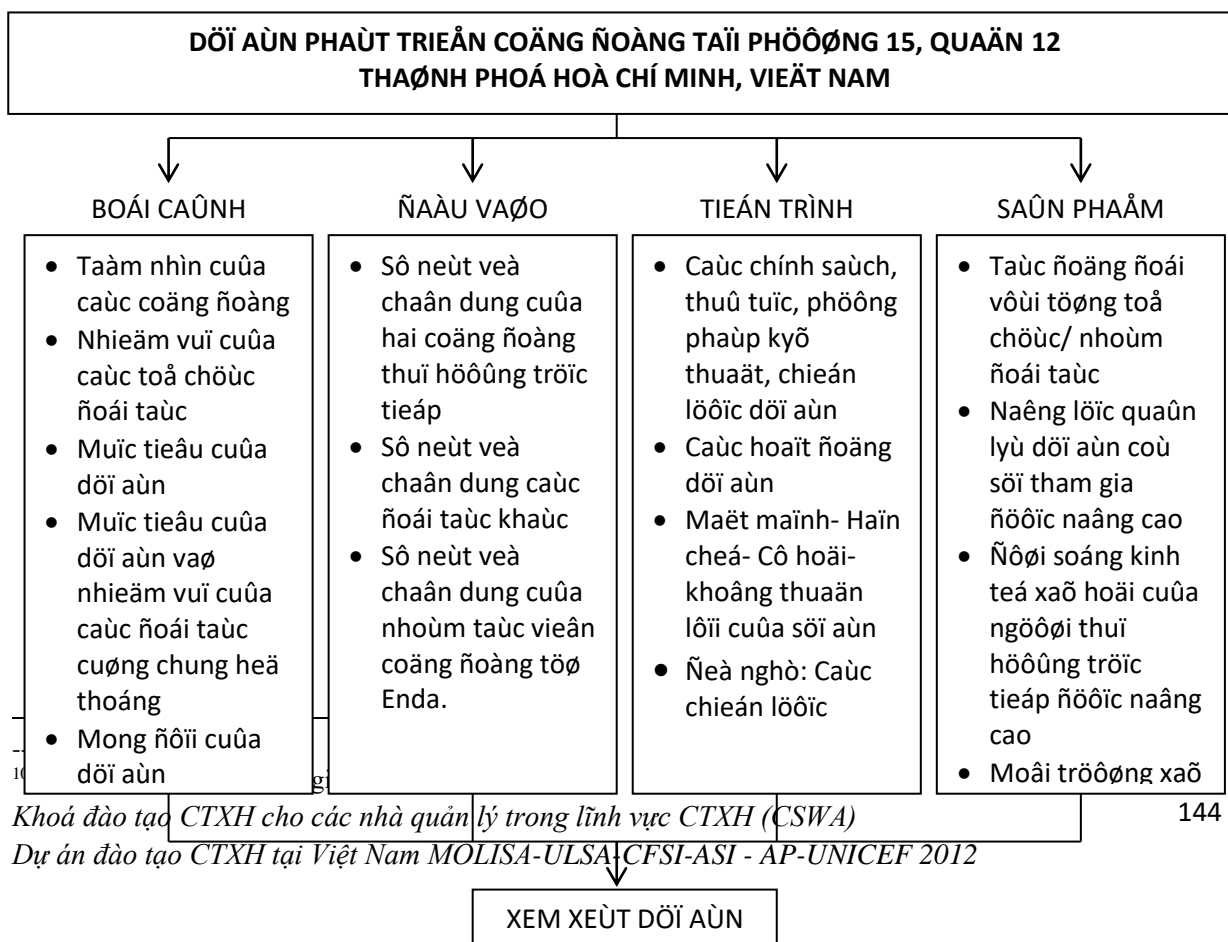 DÖÏ AÙN PHAÙT TRIEÅN COÄNG ÑOÀNG TAÏI PHÖÔØNG 15, QUAÄN 12
THAØNH PHOÁ HOÀ CHÍ MINH, VIEÄT NAM
BOÁI CAÛNH
• Taàm nhìn cuûa
caùc coäng ñoàng
• Nhieäm vuï cuûa
caùc toå chöùc
ñoái taùc
• Muïc tieâu cuûa
döï aùn
• Muïc tieâu cuûa
döï aùn vaø
nhieäm vuï cuûa
caùc ñoái taùc
cuøng chung heä
thoáng
• Mong ñôïi cuûa
döï aùn
ÑAÀU VAØO
• Sô neùt veà
chaân dung cuûa
hai coäng ñoàng
thuï höôûng tröïc
tieáp
• Sô neùt veà
chaân dung caùc
ñoái taùc khaùc
• Sô neùt veà
chaân dung cuûa
nhoùm taùc vieân
coäng ñoàng töø
Enda.
TIEÁN TRÌNH
• Caùc chính saùch,
thuû tuïc, phöông
phaùp kyõ
thuaät, chieán
löôïc döï aùn
• Caùc hoaït ñoäng
döï aùn
• Maët maïnh- Haïn
cheá- Cô hoäi-
khoâng thuaän
lôïi cuûa söï aùn
• Ñeà nghò: Caùc
chieán löôïc
SAÛN PHAÅM
• Taùc ñoäng ñoái
vôùi töøng toå
chöùc/ nhoùm
ñoái taùc
• Naêng löïc quaûn
lyù döï aùn coù
söï tham gia
ñöôïc naâng cao
• Ñôøi soáng kinh
teá xaõ hoäi cuûa
ngöôøi thuï
höôûng tröïc
tieáp ñöôïc naâng
cao
• Moâi tröôøng xaõ
Khoá đào tạo CTXH cho các nhà quản lý trong lĩnh vực CTXH (CSWA) 144
Dự án đào tạo CTXH tại Việt Nam MOLISA-ULSA-CFSI-ASI - AP-UNICEF 2012
XEM XEÙT DÖÏ AÙN